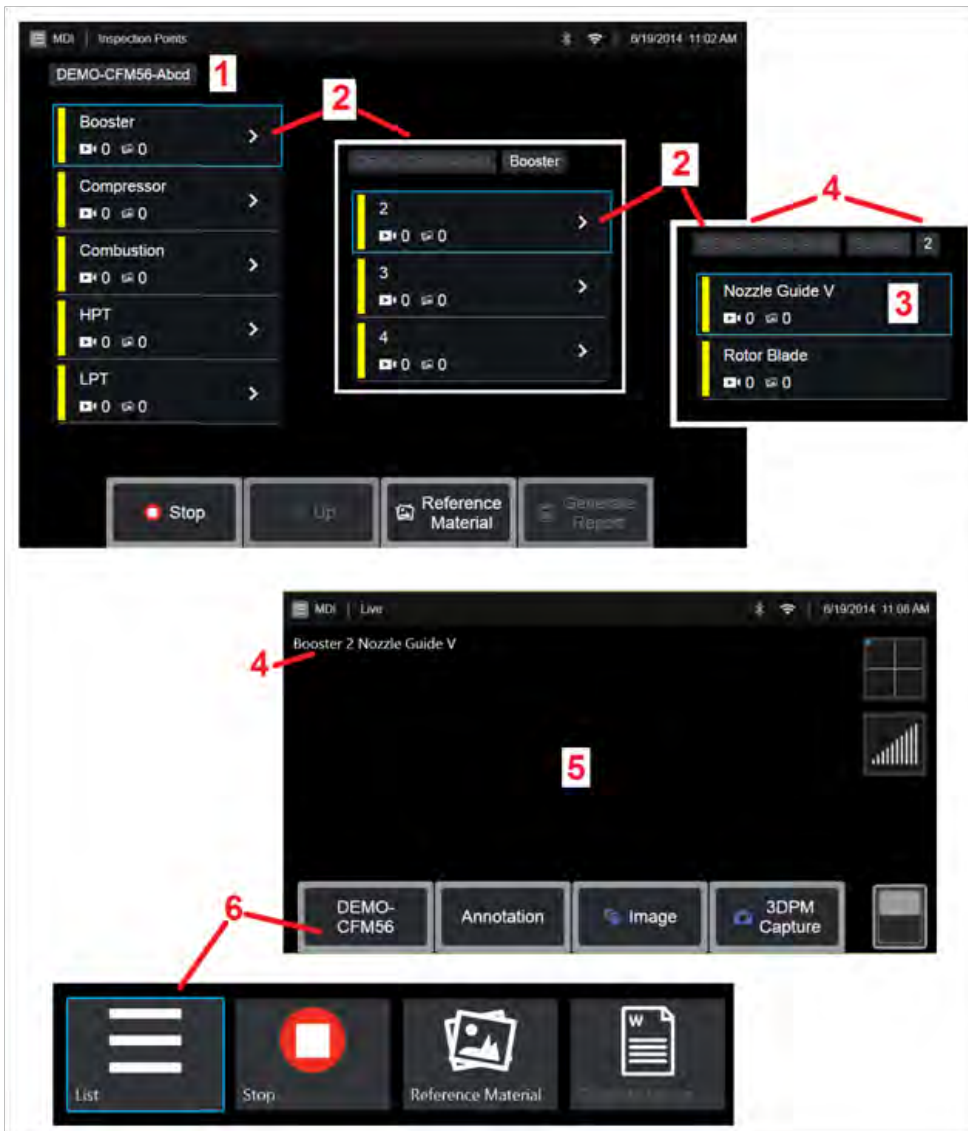 MDI | Inspection Points
6/19/2014 11:02 AM
DEMO-CFM56-Abcd
1
2
Booster
0 0
Compressor
0 0
Combustion
0 0
HPT
0 0
LPT
0 0
Booster
2
0 0
3
0 0
4
0 0
2
4
2
Nozzle Guide V
0 0
3
Rotor Blade
0 0
Stop
Up
Reference
Material
Generate
Report
MDI | Live
6/19/2014 11:08 AM
Booster 2 Nozzle Guide V
4
5
6
DEMO-
CFM56
Annotation
Image
3DPM
Capture
List
Stop
Reference Material
W